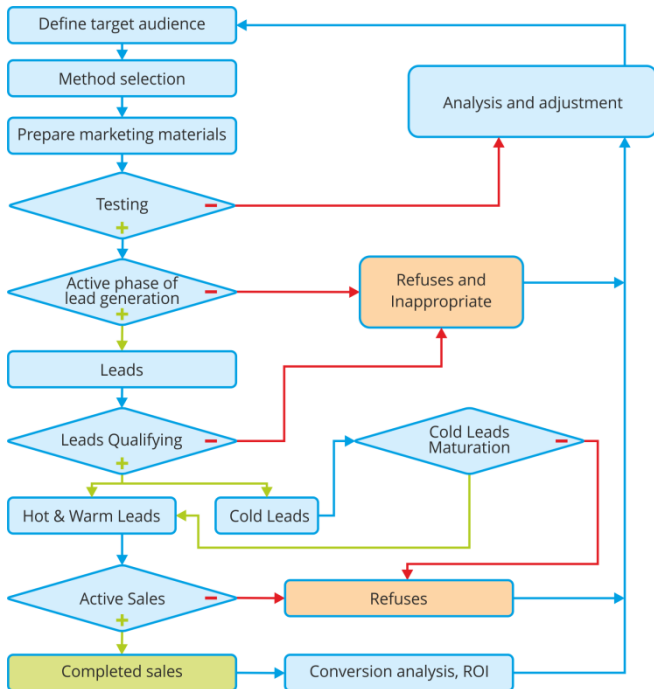 Define target audience
Method selection
Analysis and adjustment
Prepare marketing materials
Testing
Active phase of
lead generation
Refuses and
Inappropriate
Leads
Leads Qualifying
Cold Leads
Maturation
Hot & Warm Leads
Cold Leads
Active Sales
Refuses
Completed sales
Conversion analysis, ROI